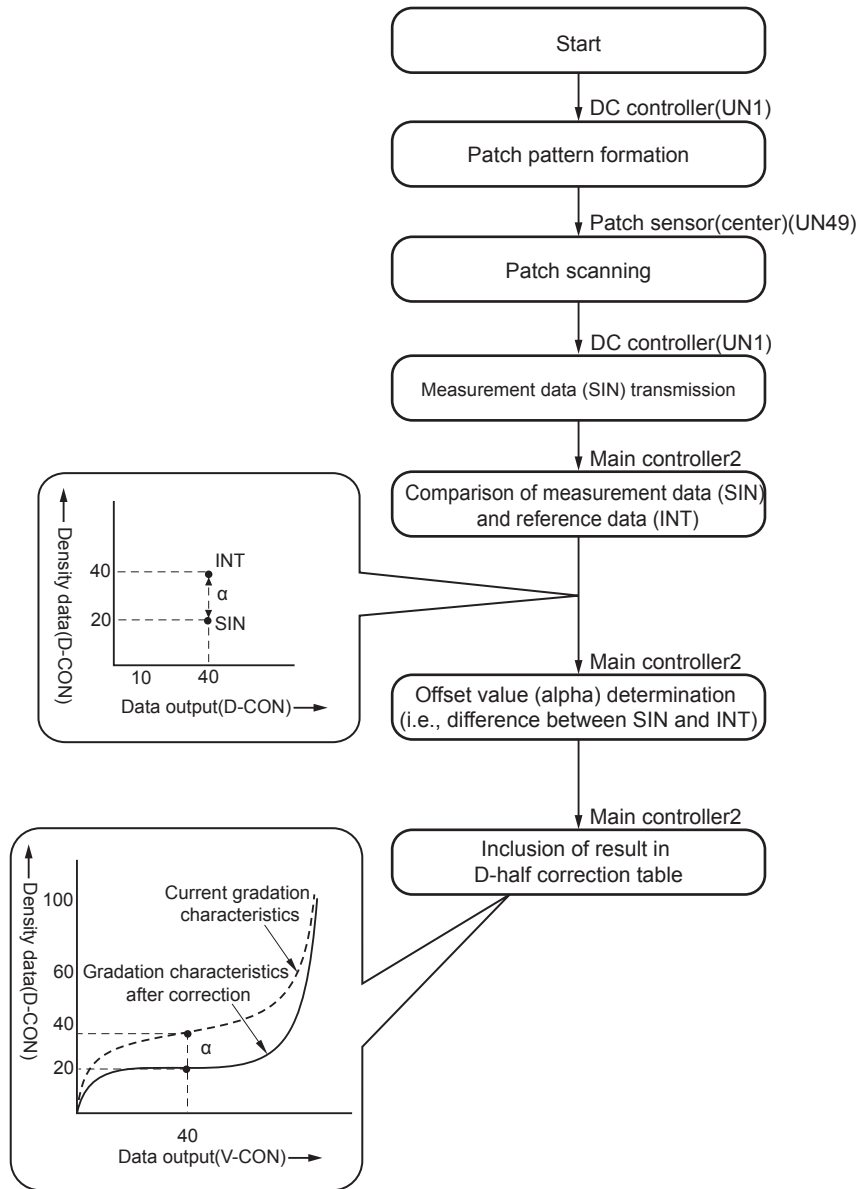 Start
DC controller(UN1)
Patch pattern formation
Patch sensor(center)(UN49)
Patch scanning
DC controller(UN1)
Measurement data (SIN) transmission
Main controller2
Comparison of measurement data (SIN)
and reference data (INT)
Density data(D-CON)
40
20
INT
α
SIN
10
40
Data output(D-CON)
Main controller2
Offset value (alpha) determination
(i.e., difference between SIN and INT)
Main controller2
Inclusion of result in
D-half correction table
Density data(D-CON)
100
60
40
20
Current gradation
characteristics
Gradation characteristics
after correction
α
40
Data output(V-CON)